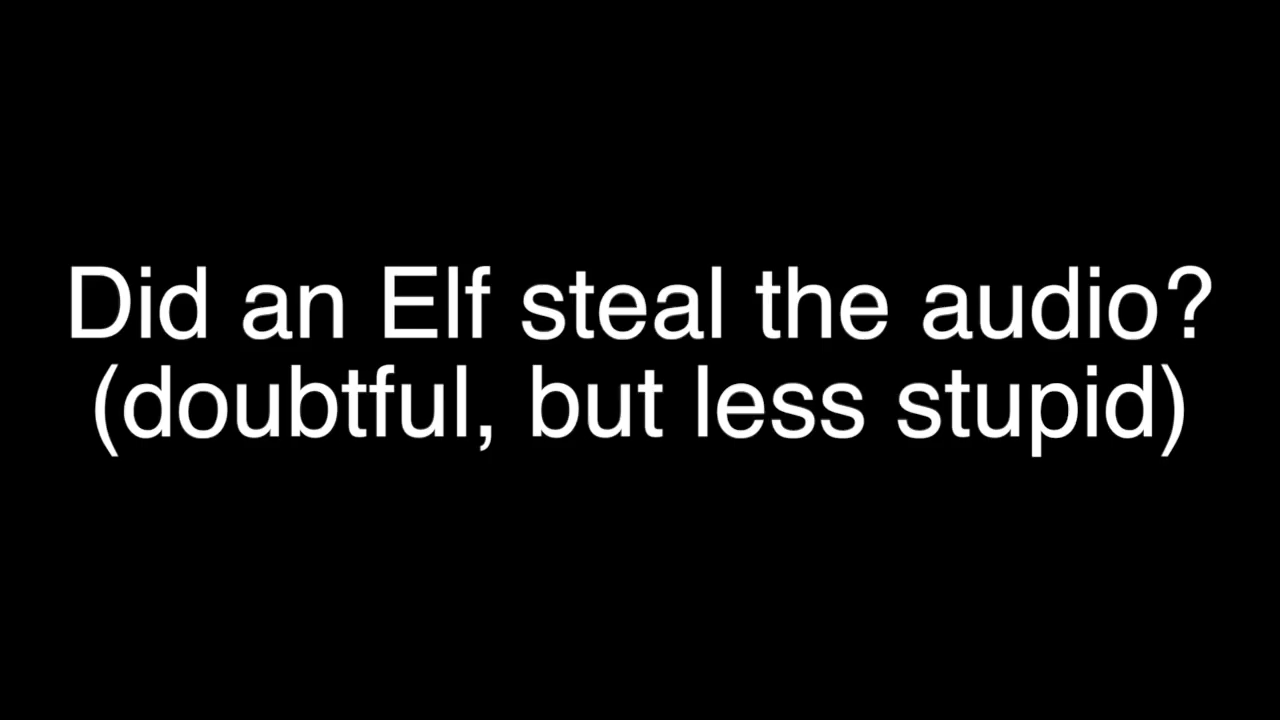 Did an Elf steal the audio?
(doubtful, but less stupid)